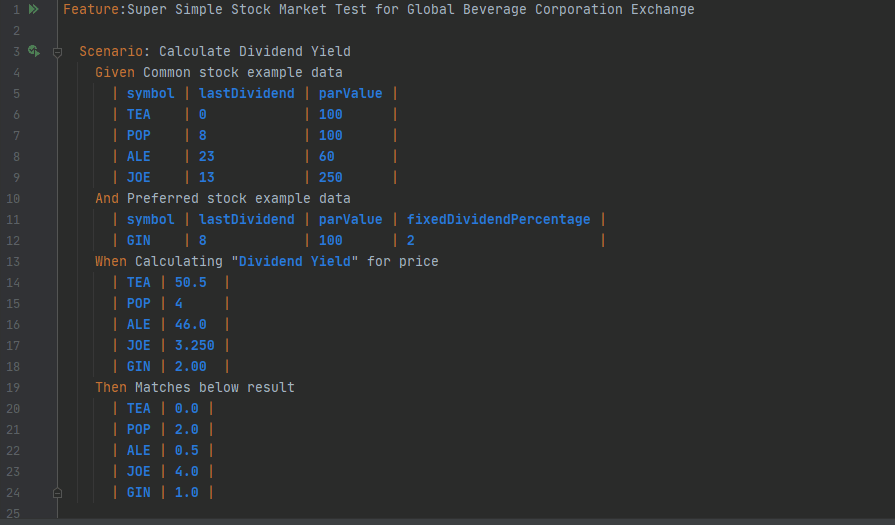 1 Feature:Super Simple Stock Market Test for Global Beverage Corporation Exchange
2
3 Scenario: Calculate Dividend Yield
4 Given Common stock example data
5 | symbol | lastDividend | parValue |
6 | TEA | 0 | 100 |
7 | POP | 8 | 100 |
8 | ALE | 23 | 60 |
9 | JOE | 13 | 250 |
10 And Preferred stock example data
11 | symbol | lastDividend | parValue | fixedDividendPercentage |
12 | GIN | 8 | 100 | 2 |
13 When Calculating "Dividend Yield" for price
14 | TEA | 50.5 |
15 | POP | 4 |
16 | ALE | 46.0 |
17 | JOE | 3.250 |
18 | GIN | 2.00 |
19 Then Matches below result
20 | TEA | 0.0 |
21 | POP | 2.0 |
22 | ALE | 0.5 |
23 | JOE | 4.0 |
24 | GIN | 1.0 |
25